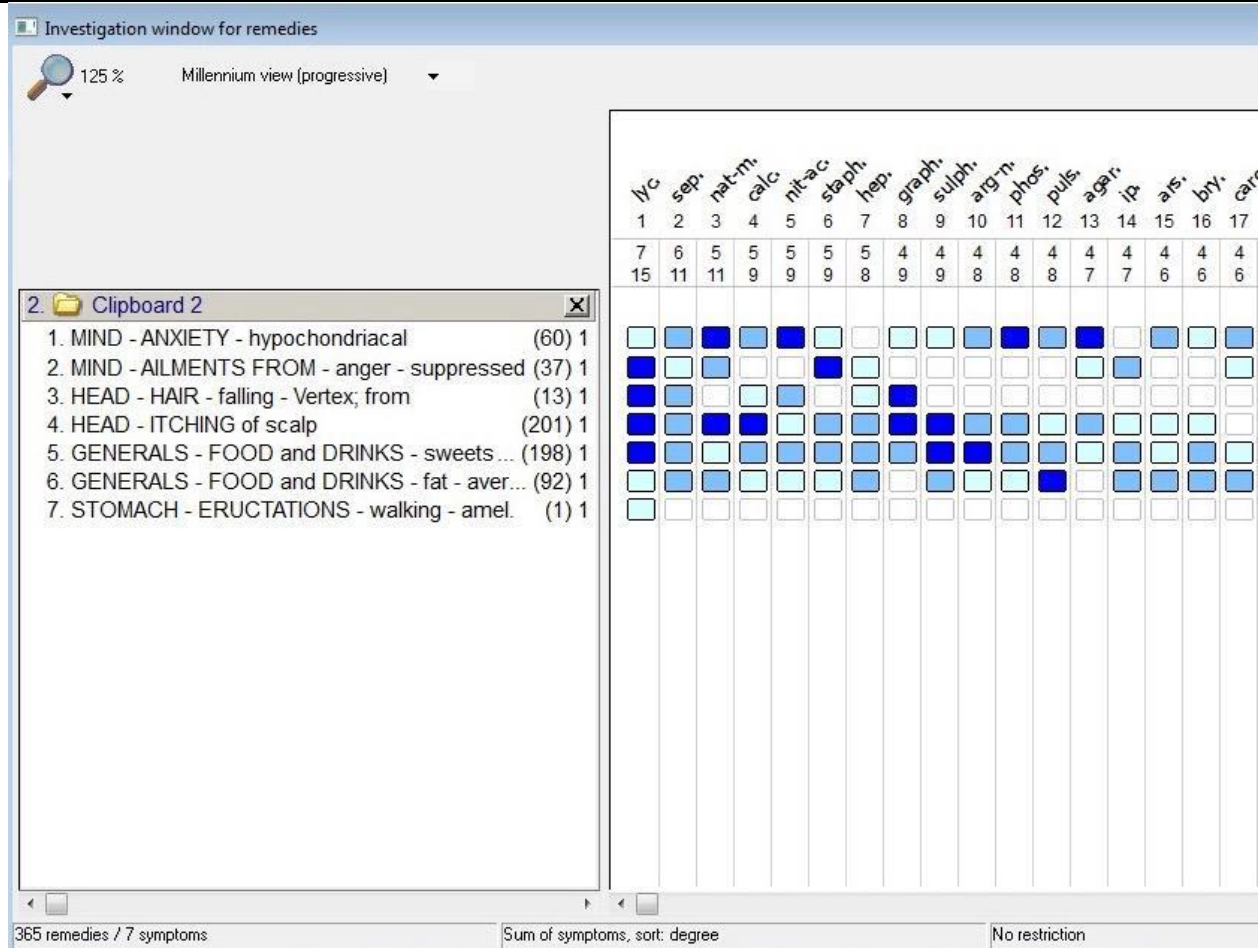 Investigation window for remedies
125 % Millennium view (progressive)
lyc. sep. nat-m. calc. nit-ac. staph. hep. graph. sulph. arg-n. phos. puls. agar. ip. ars. bry. carc
1 2 3 4 5 6 7 8 9 10 11 12 13 14 15 16 17
7 6 5 5 5 5 5 4 4 4 4 4 4 4 4 4 4
15 11 11 9 9 9 8 9 9 8 8 8 7 7 6 6 6
2. Clipboard 2
1. MIND - ANXIETY - hypochondriacal (60) 1
2. MIND - AILMENTS FROM - anger - suppressed (37) 1
3. HEAD - HAIR - falling - Vertex; from (13) 1
4. HEAD - ITCHING of scalp (201) 1
5. GENERALS - FOOD and DRINKS - sweets ... (198) 1
6. GENERALS - FOOD and DRINKS - fat - aver... (92) 1
7. STOMACH - ERUCTATIONS - walking - amel. (1) 1
365 remedies / 7 symptoms Sum of symptoms, sort: degree No restriction